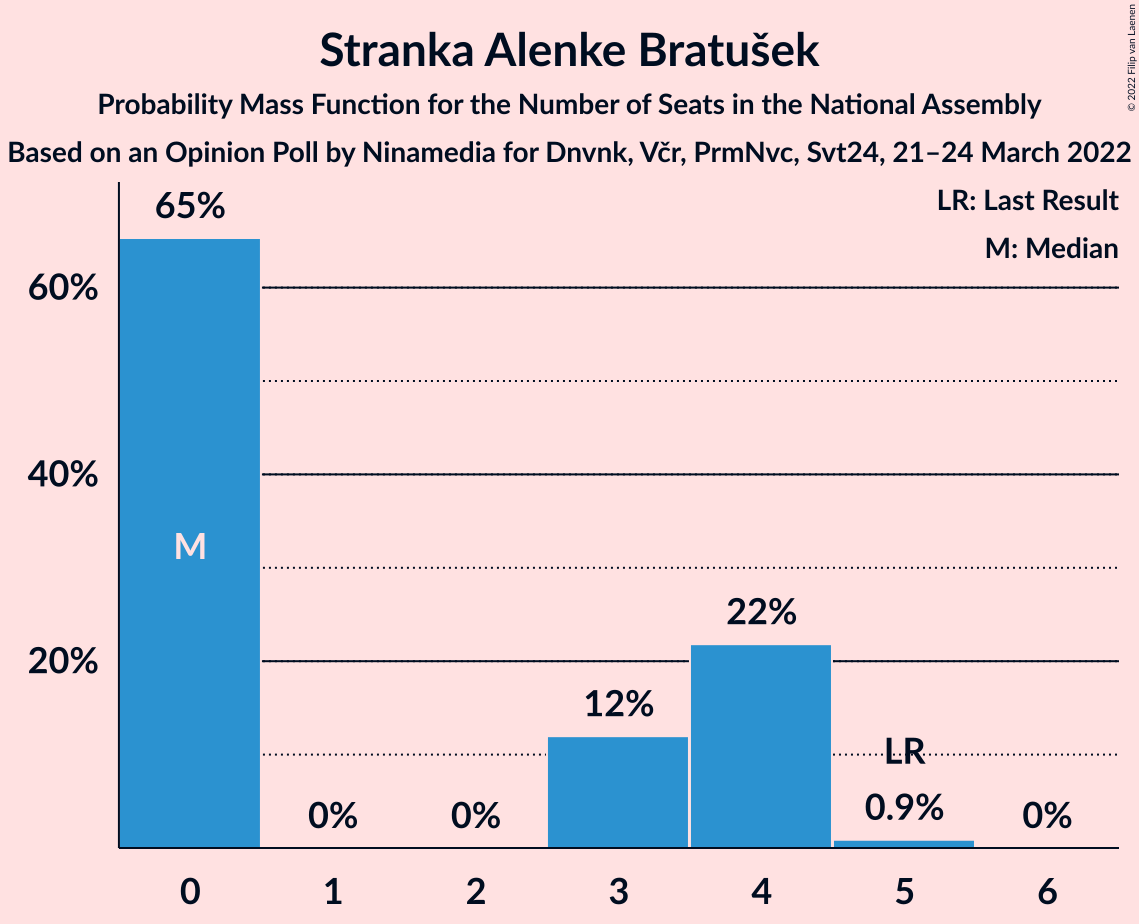 Stranka Alenke Bratušek
Probability Mass Function for the Number of Seats in the National Assembly
Based on an Opinion Poll by Ninamedia for Dnvnk, Včr, PrmNvc, Svt24, 21–24 March 2022
© 2022 Filip van Laenen
LR: Last Result
M: Median
65%
60%
40%
M
22%
20%
12%
LR
0.9%
0%
0%
0%
0
1
2
3
4
5
6